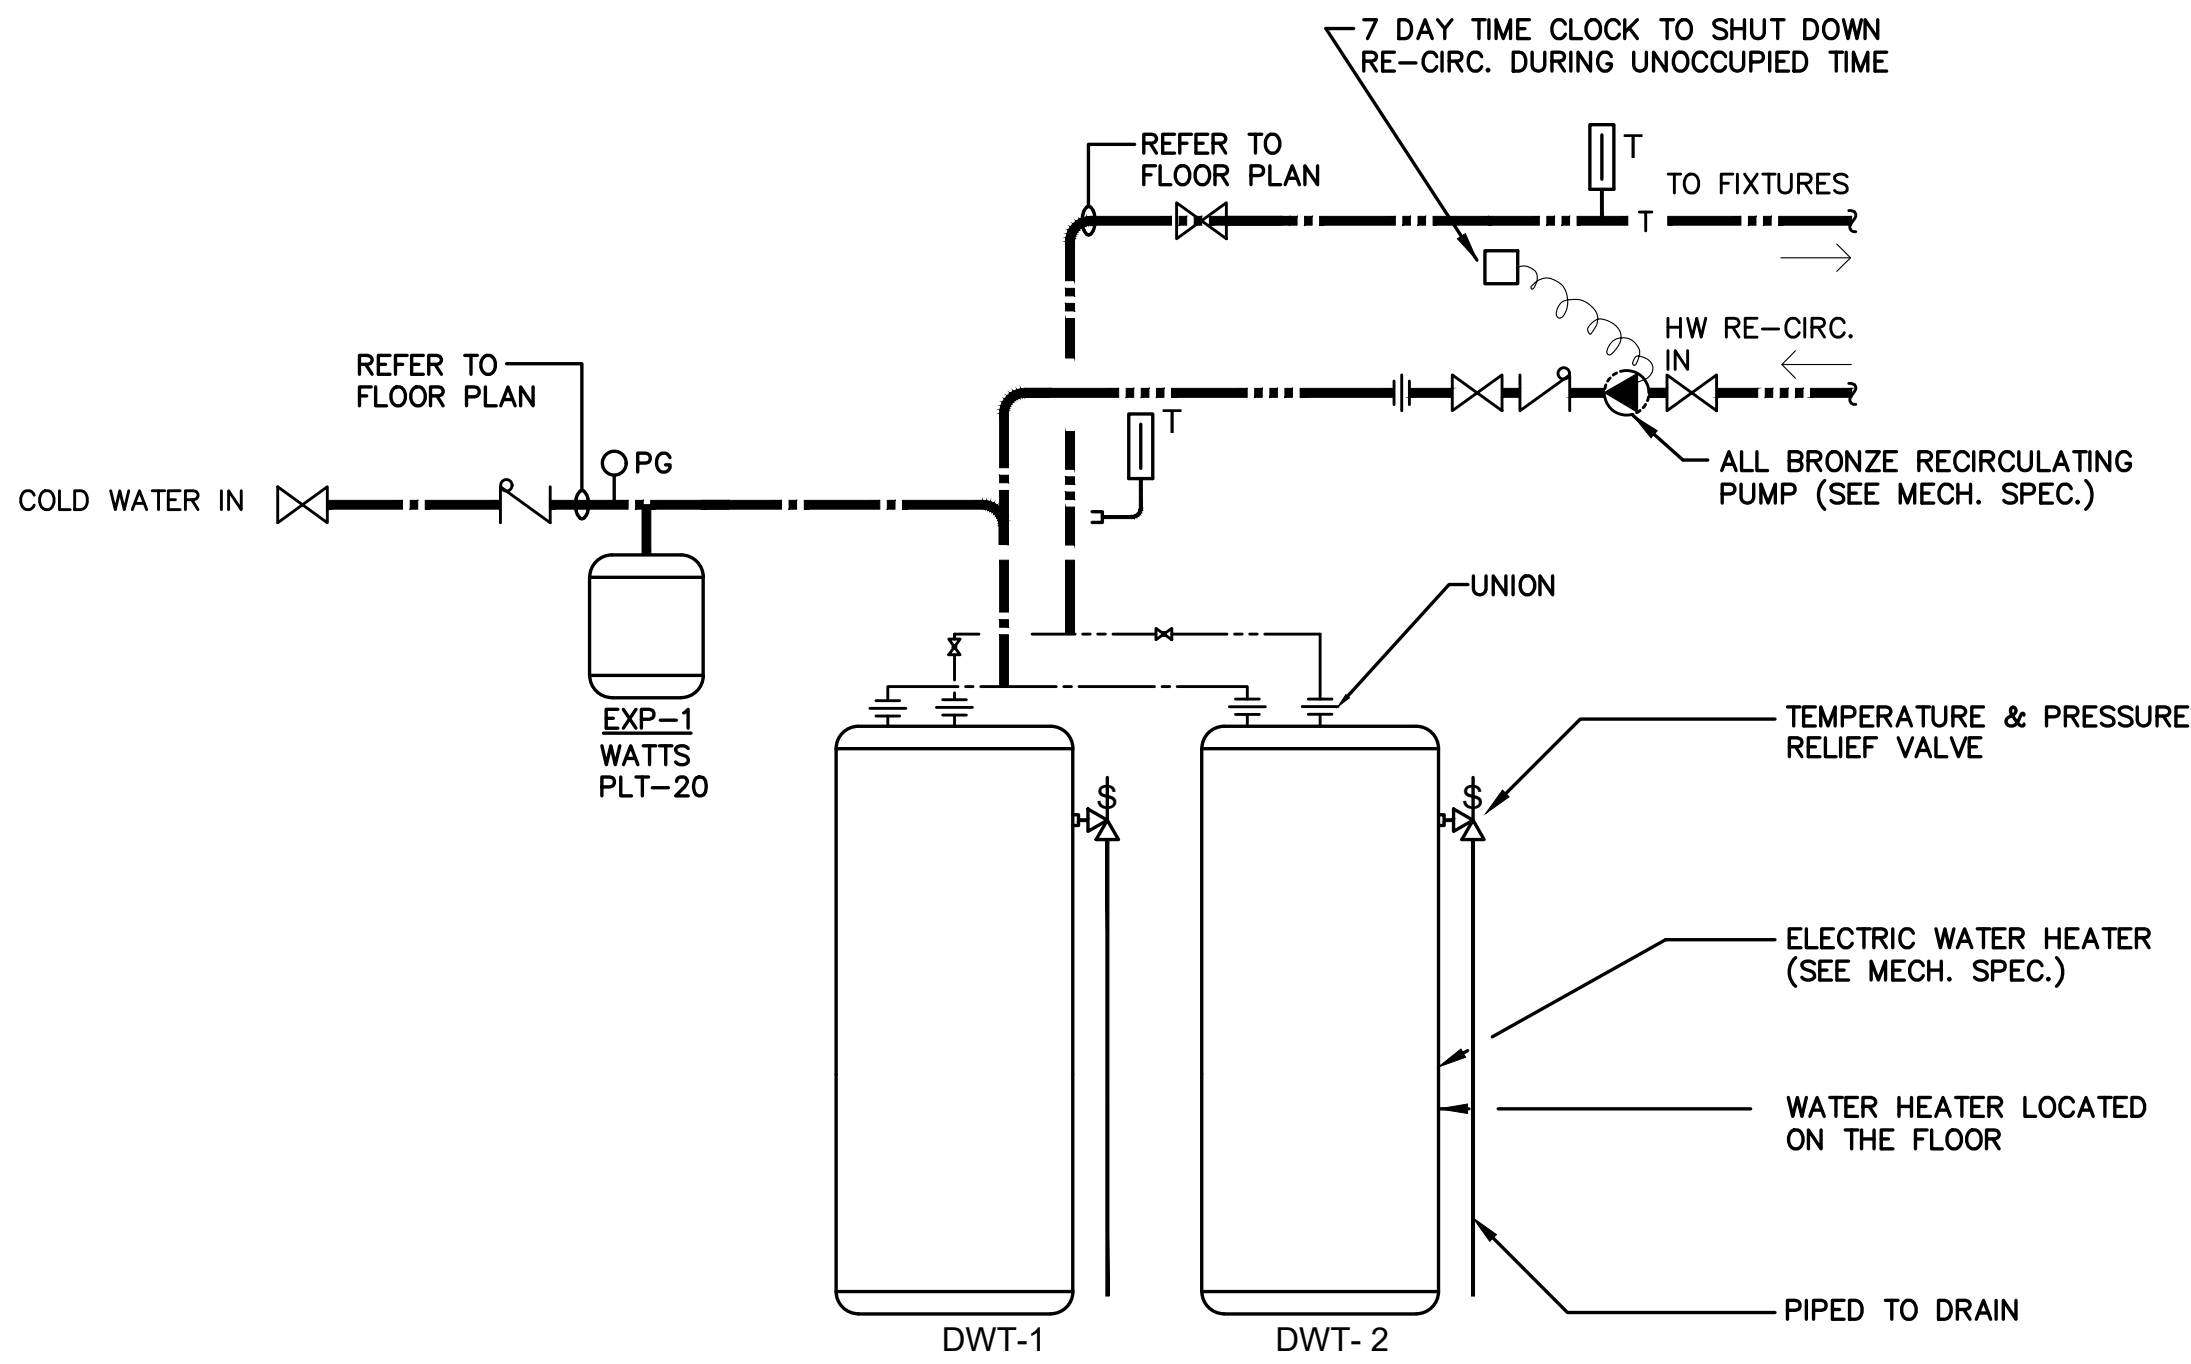 7 DAY TIME CLOCK TO SHUT DOWN
RE-CIRC. DURING UNOCCUPIED TIME
REFER TO
FLOOR PLAN
T
TO FIXTURES
T
HW RE-CIRC.
IN
REFER TO
FLOOR PLAN
T
PG
COLD WATER IN
ALL BRONZE RECIRCULATING
PUMP (SEE MECH. SPEC.)
UNION
EXP-1
WATTS
PLT-20
TEMPERATURE & PRESSURE
RELIEF VALVE
S
S
ELECTRIC WATER HEATER
(SEE MECH. SPEC.)
WATER HEATER LOCATED
ON THE FLOOR
PIPED TO DRAIN
DWT-1
DWT- 2